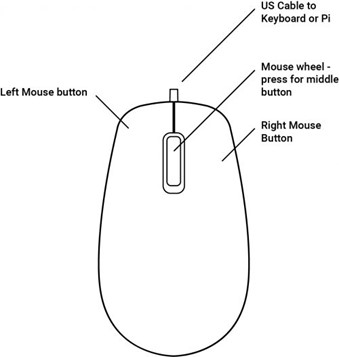 US Cable to
Keyboard or Pi
Mouse wheel -
press for middle
button
Left Mouse button
Right Mouse
Button